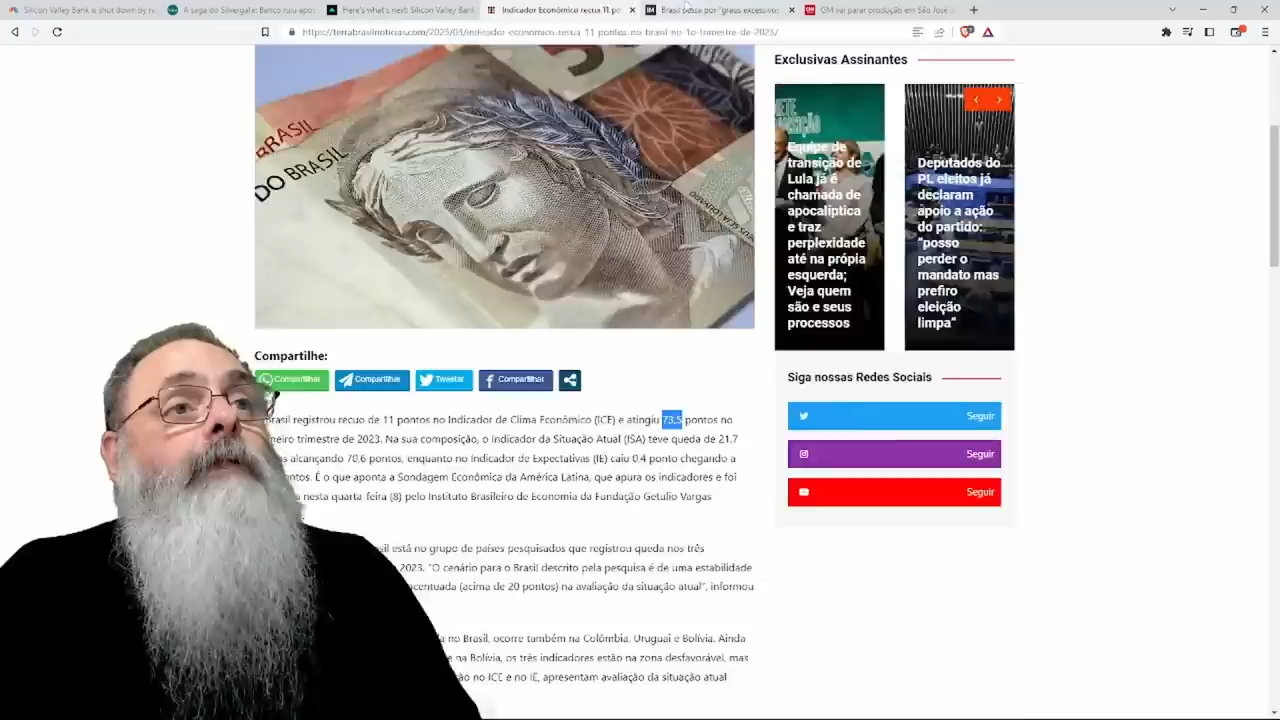 Silicon Valley Bank is shut down by r
A saga do Silvergate: Banco ruiu após
Here's what's next: Silicon Valley Bank
Indicador Econômico recua 11 po
Brasil passa por "graus excessivos
GM vai parar produção em São José
https://terrabrasilnoticias.com/2023/03/indicador-economico-recua-11-pontos-no-brasil-no-1o-trimestre-de-2023/
BRASIL
DO BRASIL
Compartilhe:
Compartilhar
Compartilhar
Tweetar
Compartilhar
rasil registrou recuo de 11 pontos no Indicador de Clima Econômico (ICE) e atingiu 73,5 pontos no
neiro trimestre de 2023. Na sua composição, o Indicador da Situação Atual (ISA) teve queda de 21,7
s alcançando 70,6 pontos, enquanto no Indicador de Expectativas (IE) caiu 0,4 ponto chegando a
ntos. É o que aponta a Sondagem Econômica da América Latina, que apura os indicadores e foi
a nesta quarta-feira (8) pelo Instituto Brasileiro de Economia da Fundação Getulio Vargas
sil está no grupo de países pesquisados que registrou queda nos três
2023. "O cenário para o Brasil descrito pela pesquisa é de uma estabilidade
centuada (acima de 20 pontos) na avaliação da situação atual", informou
a no Brasil, ocorre também na Colômbia, Uruguai e Bolívia. Ainda
e na Bolívia, os três indicadores estão na zona desfavorável, mas
ão no ICE e no IE, apresentam avaliação da situação atual
Exclusivas Assinantes
Equipe de
transição de
Lula já é
chamada de
apocalíptica
e traz
perplexidade
até na própia
esquerda;
Veja quem
são e seus
processos
Deputados do
PL eleitos já
declaram
apoio a ação
do partido:
"posso
perder o
mandato mas
prefiro
eleição
limpa"
Siga nossas Redes Sociais
Seguir
Seguir
Seguir